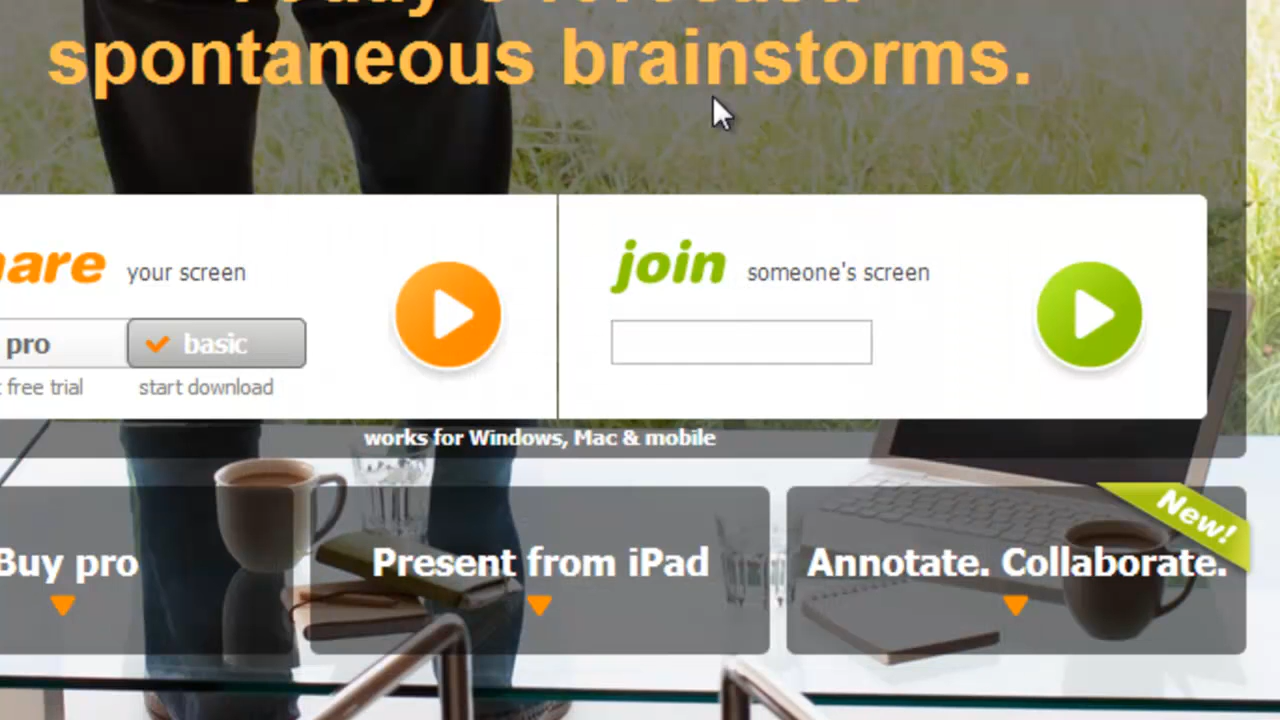 spontaneous brainstorms.
your screen
join someone's screen
pro basic
free trial start download
works for Windows, Mac & mobile
Buy pro
Present from iPad
Annotate. Collaborate.
New!